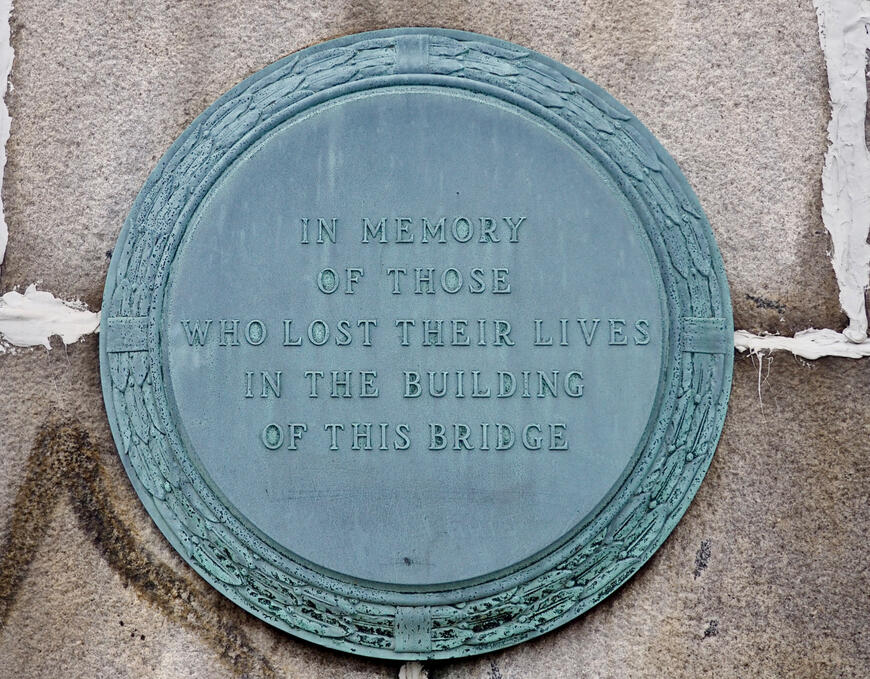 IN MEMORY
OF THOSE
WHO LOST THEIR LIVES
IN THE BUILDING
OF THIS BRIDGE